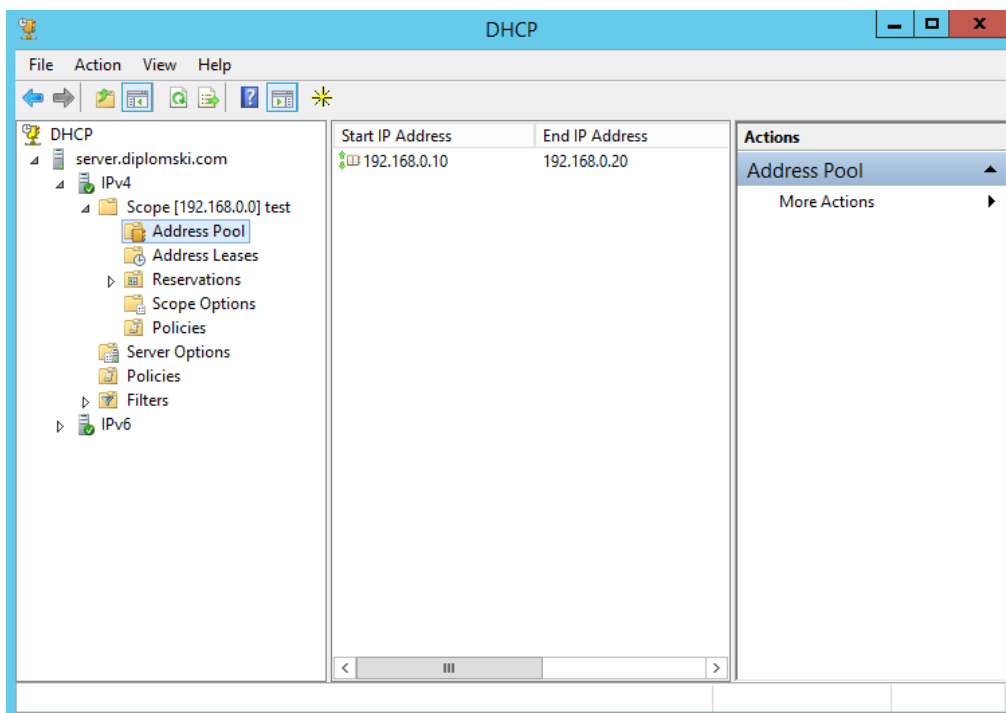 DHCP
File Action View Help
DHCP
server.diplomski.com
IPv4
Scope [192.168.0.0] test
Address Pool
Address Leases
Reservations
Scope Options
Policies
Server Options
Policies
Filters
IPv6
Start IP Address End IP Address
192.168.0.10 192.168.0.20
Actions
Address Pool
More Actions